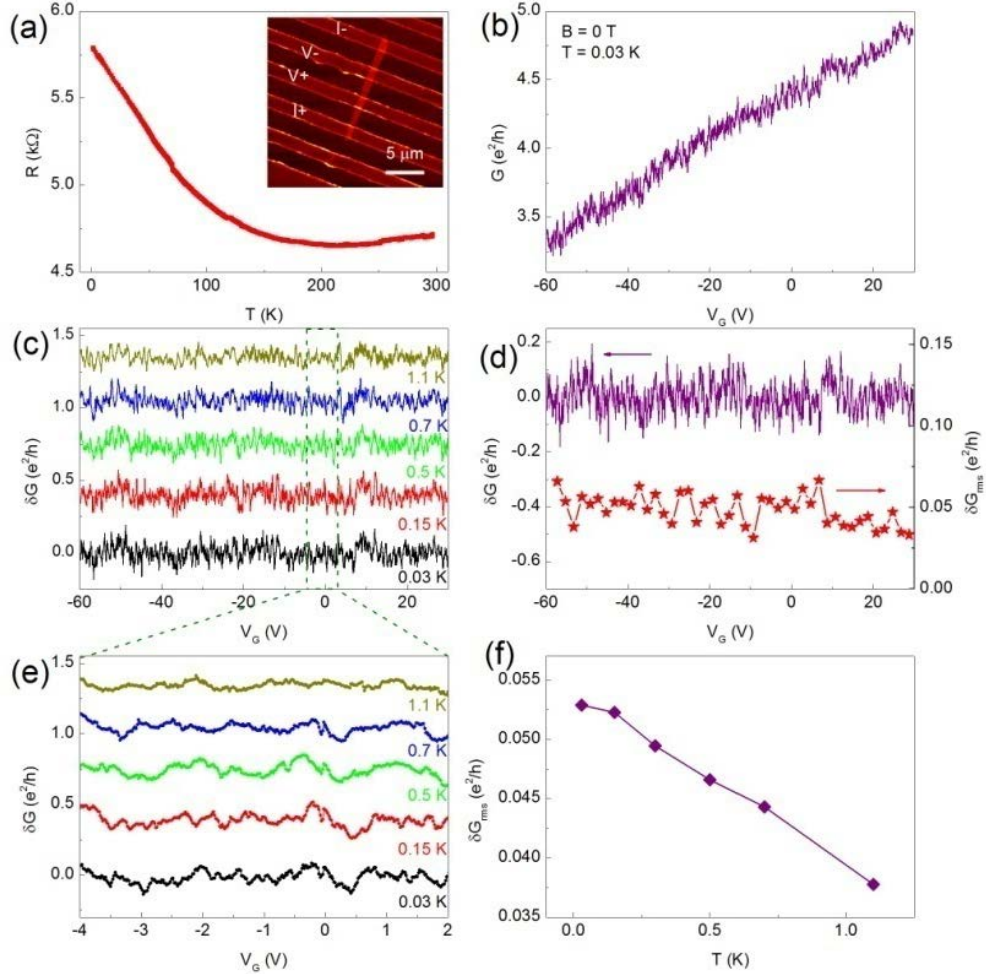 (a)
6.0
5.5
5.0
4.5
R (kΩ)
0
100
200
300
T (K)
I-
V-
V+
I+
5 μm
(b)
B = 0 T
T = 0.03 K
5.0
4.5
4.0
3.5
G (e²/h)
-60
-40
-20
0
20
V_G (V)
(c)
1.5
1.0
0.5
0.0
δG (e²/h)
1.1 K
0.7 K
0.5 K
0.15 K
0.03 K
-60
-40
-20
0
20
V_G (V)
(d)
0.2
0.0
-0.2
-0.4
-0.6
δG (e²/h)
0.15
0.10
0.05
0.00
δG_rms (e²/h)
-60
-40
-20
0
20
V_G (V)
(e)
1.5
1.0
0.5
0.0
δG (e²/h)
1.1 K
0.7 K
0.5 K
0.15 K
0.03 K
-4
-3
-2
-1
0
1
2
V_G (V)
(f)
0.055
0.050
0.045
0.040
0.035
δG_rms (e²/h)
0.0
0.5
1.0
T (K)